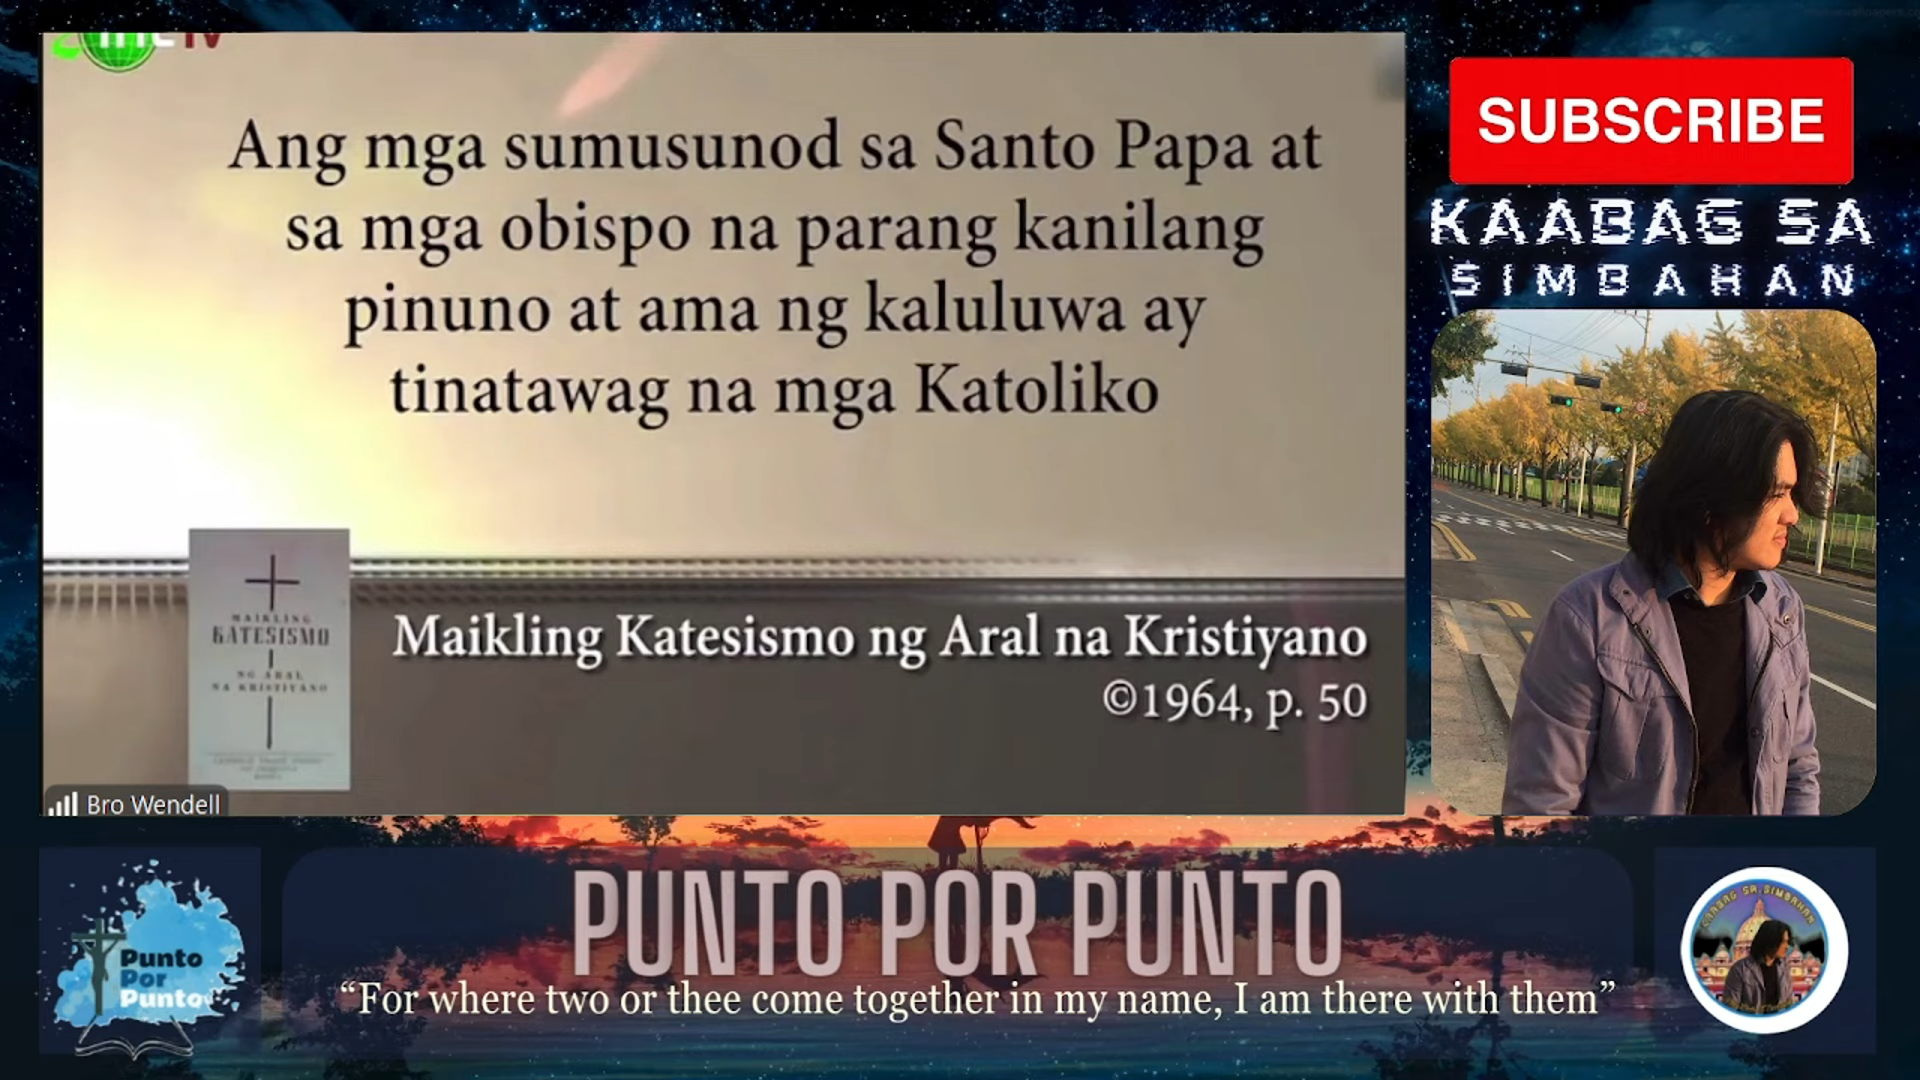 Ang mga sumusunod sa Santo Papa at
sa mga obispo na parang kanilang
pinuno at ama ng kaluluwa ay
tinatawag na mga Katoliko
MAIKLING
KATESISMO
NG ARAL
NA KRISTIYANO
Maikling Katesismo ng Aral na Kristiyano
©1964, p. 50
Bro Wendell
SUBSCRIBE
KAABAG SA
SIMBAHAN
Punto
Por
Punto
PUNTO POR PUNTO
“For where two or thee come together in my name, I am there with them”
KAABAG SA SIMBAHAN